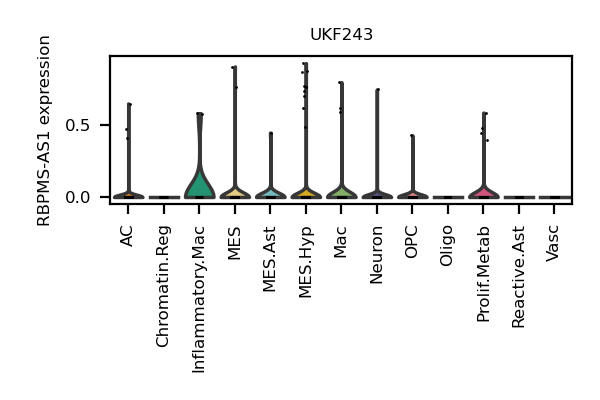 UKF243
RBPMS-AS1 expression
0.5
0.0
AC
Chromatin.Reg
Inflammatory.Mac
MES
MES.Ast
MES.Hyp
Mac
Neuron
OPC
Oligo
Prolif.Metab
Reactive.Ast
Vasc